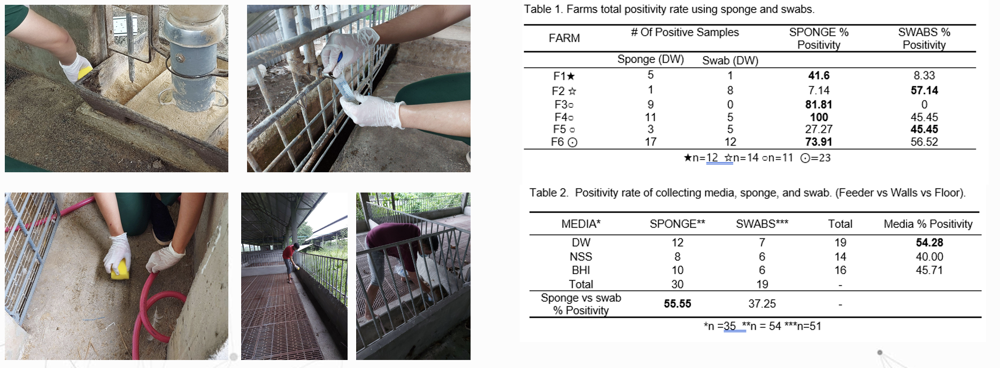 Table 1. Farms total positivity rate using sponge and swabs.
FARM # Of Positive Samples SPONGE % Positivity SWABS % Positivity
Sponge (DW) Swab (DW)
F1★ 5 1 41.6 8.33
F2 ☆ 1 8 7.14 57.14
F3○ 9 0 81.81 0
F4○ 11 5 100 45.45
F5 ○ 3 5 27.27 45.45
F6 ⊙ 17 12 73.91 56.52
★n=12 ☆n=14 ○n=11 ⊙=23
Table 2. Positivity rate of collecting media, sponge, and swab. (Feeder vs Walls vs Floor).
MEDIA* SPONGE** SWABS*** Total Media % Positivity
DW 12 7 19 54.28
NSS 8 6 14 40.00
BHI 10 6 16 45.71
Total 30 19 -
Sponge vs swab % Positivity 55.55 37.25 -
*n =35 **n = 54 ***n=51